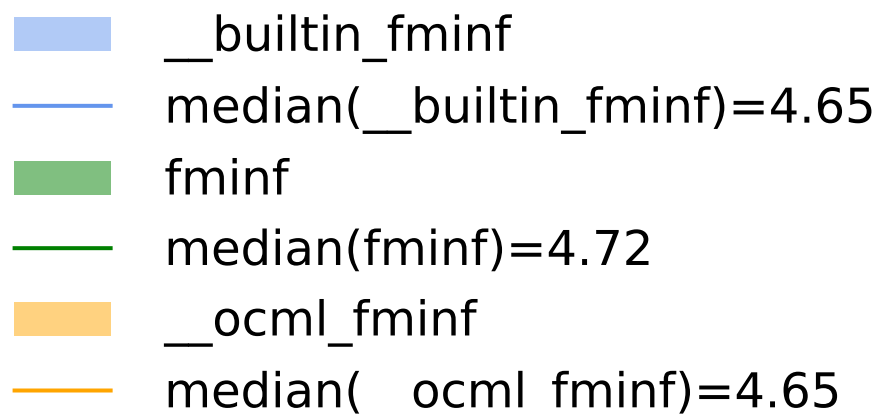 __builtin_fminf
median(__builtin_fminf)=4.65
fminf
median(fminf)=4.72
__ocml_fminf
median(__ocml_fminf)=4.65